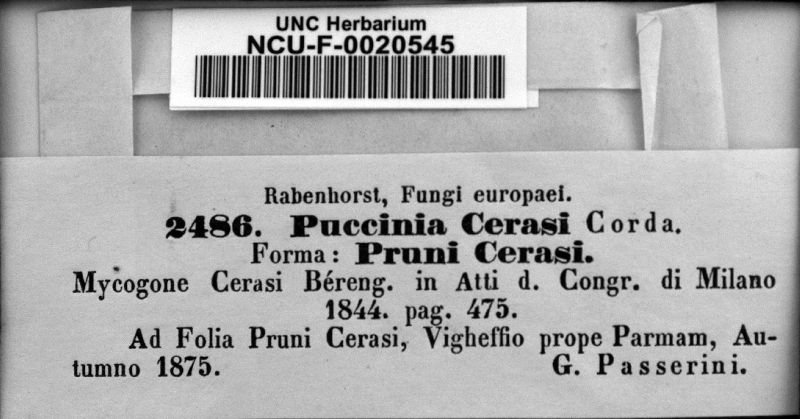 UNC Herbarium
NCU-F-0020545
Rabenhorst, Fungi europaei.
2486. Puccinia Cerasi Corda.
Forma: Pruni Cerasi.
Mycogone Cerasi Béreng. in Atti d. Congr. di Milano
1844. pag. 475.
Ad Folia Pruni Cerasi, Vigheffio prope Parmam, Au-
tumno 1875. G. Passerini.